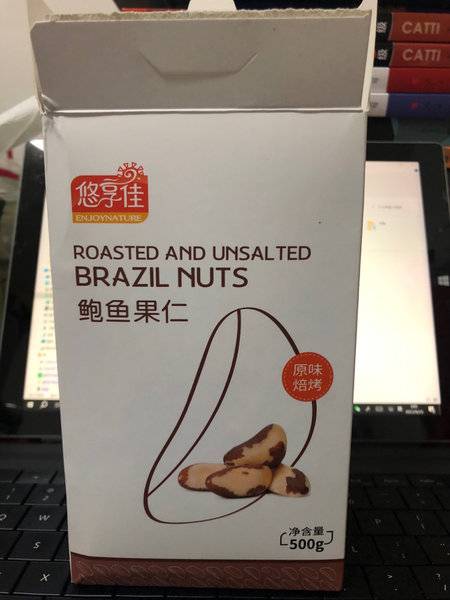 CATTI
CATTI
悠享佳
ENJOYNATURE
ROASTED AND UNSALTED
BRAZIL NUTS
鲍鱼果仁
原味
焙烤
净含量
500g